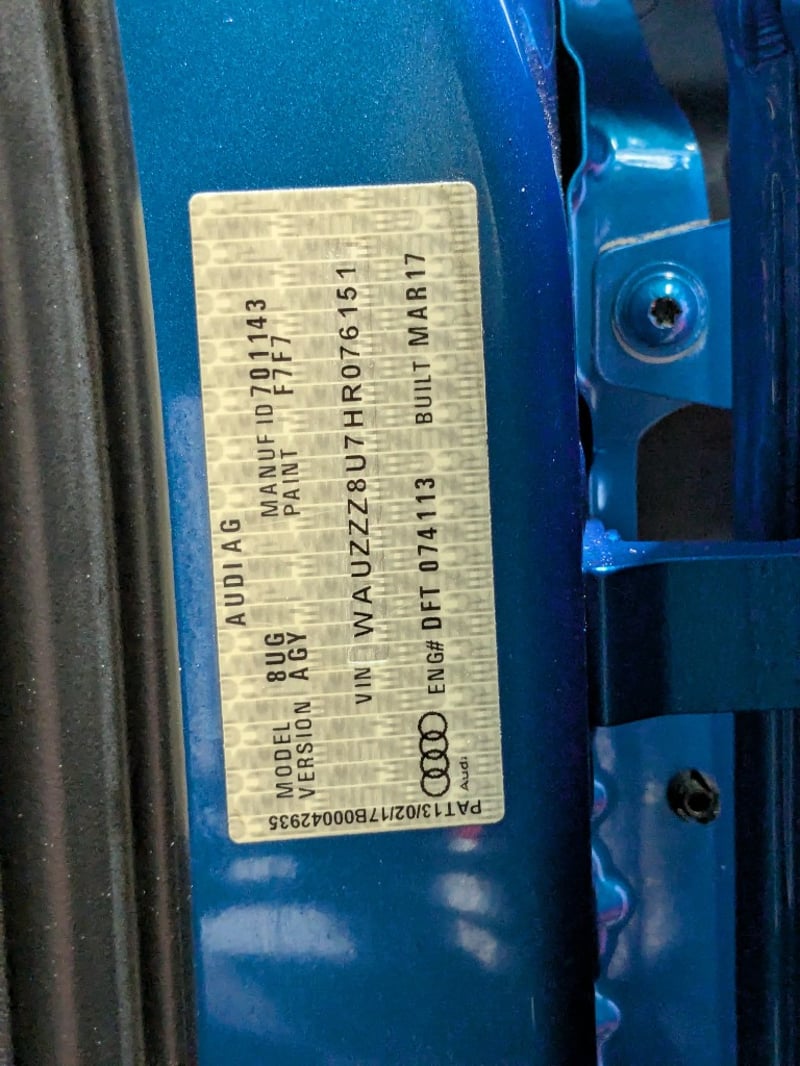 AUDI AG
MODEL 8UG MANUF ID 701143
VERSION AGY PAINT F7F7
VIN WAUZZZ8U7HR076151
Audi ENG# DFT 074113 BUILT MAR17
PAT13/02/17B00042935